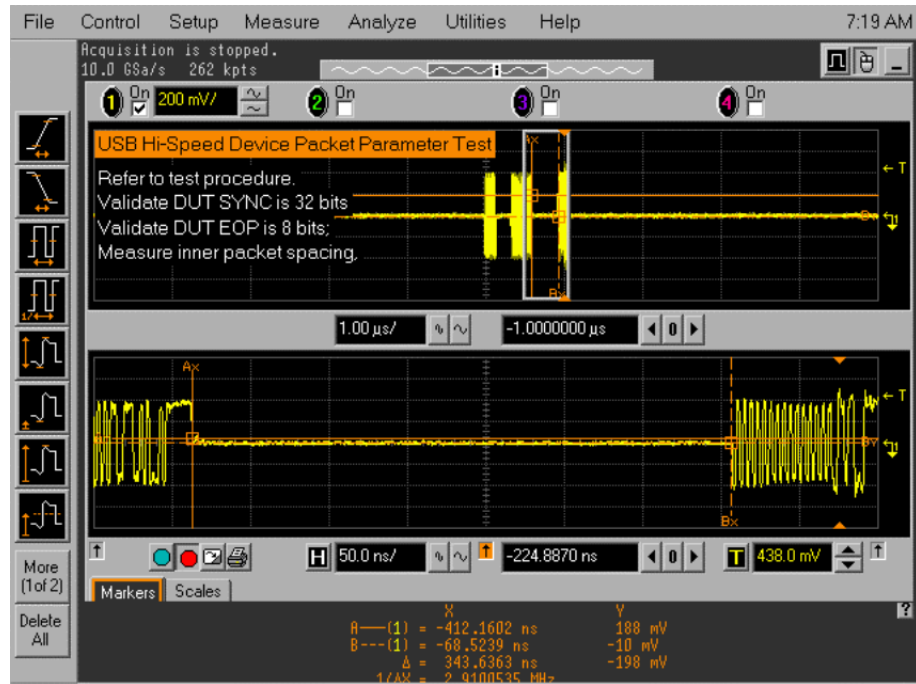 File Control Setup Measure Analyze Utilities Help 7:19 AM
Acquisition is stopped.
10.0 GSa/s 262 kpts
1 On 200 mV/ 2 On 3 On 4 On
USB Hi-Speed Device Packet Parameter Test
Refer to test procedure.
Validate DUT SYNC is 32 bits
Validate DUT EOP is 8 bits;
Measure inner packet spacing.
Bx
T
1.00 µs/ -1.0000000 µs 0
Ax
T
Bx
More
(1of 2)
Delete
All
H 50.0 ns/ -224.8870 ns 0 T 438.0 mV
Markers Scales
?
X Y
A——(1) = -412.1602 ns 188 mV
B---(1) = -68.5239 ns -10 mV
Δ = 343.6363 ns -198 mV
1/ΔX = 2.9100535 MHz